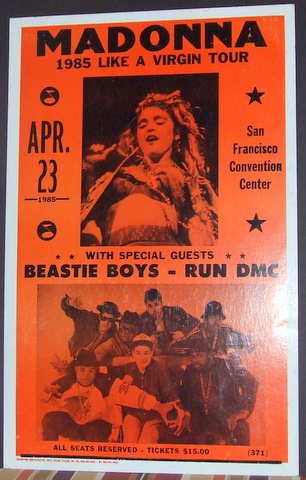 MADONNA
1985 LIKE A VIRGIN TOUR
APR.
23
1985
San
Francisco
Convention
Center
WITH SPECIAL GUESTS
BEASTIE BOYS - RUN DMC
ALL SEATS RESERVED - TICKETS $15.00
(371)